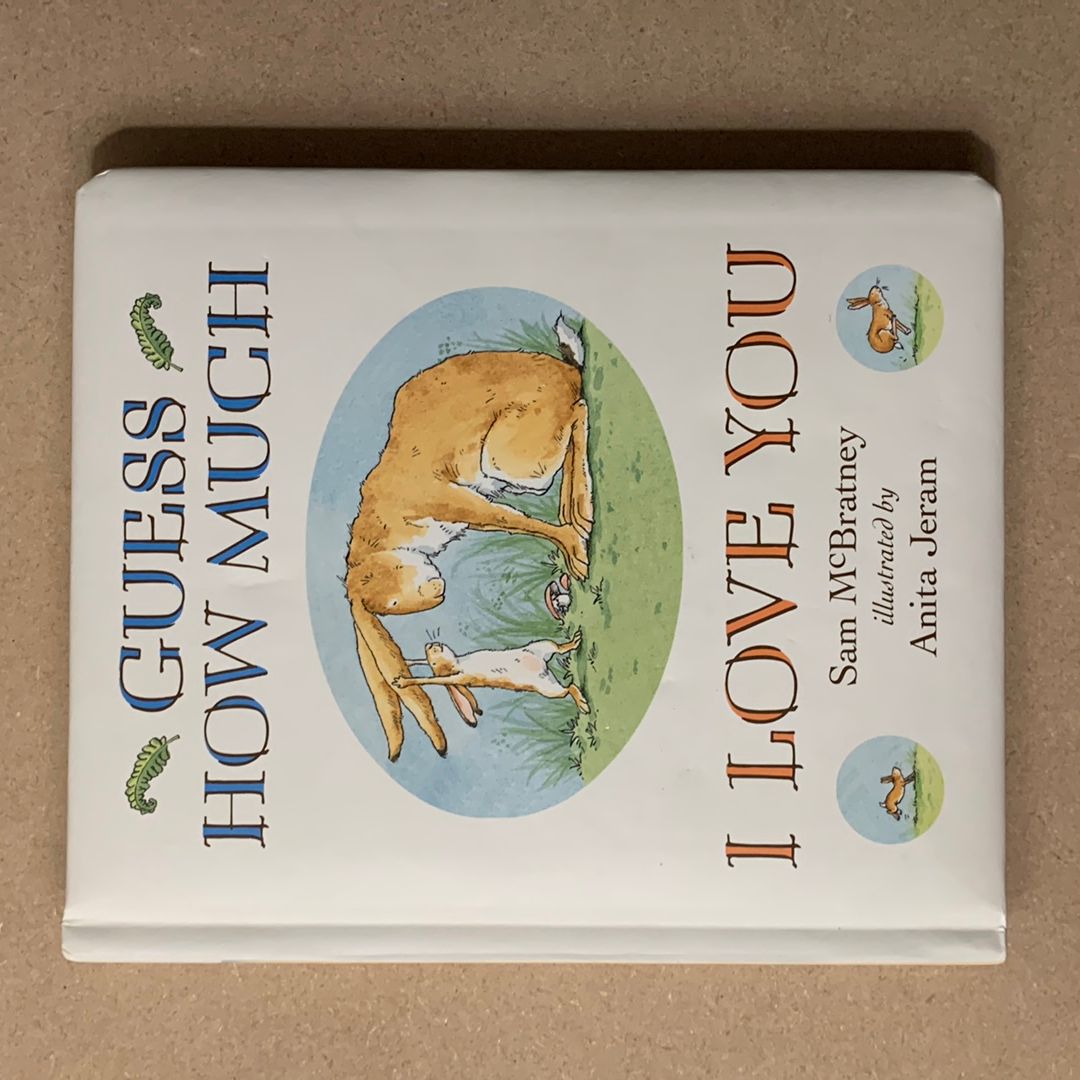 GUESS
HOW MUCH
I LOVE YOU
Sam McBratney
illustrated by
Anita Jeram